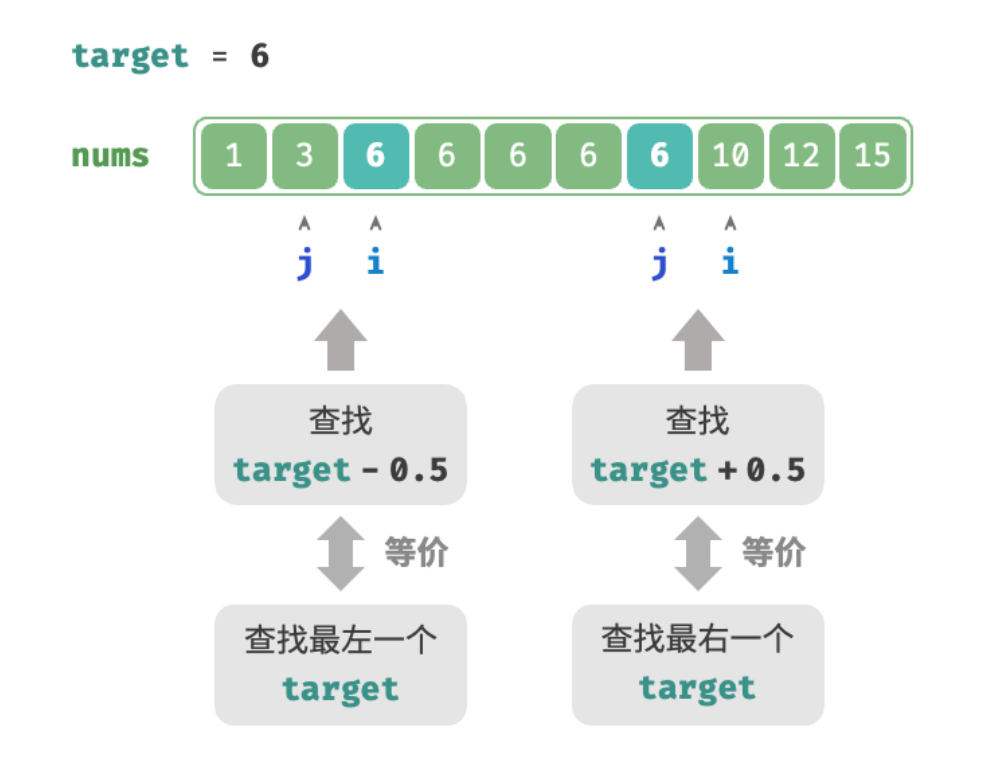 target = 6
nums 1 3 6 6 6 6 6 10 12 15
j i j i
查找 查找
target - 0.5 target + 0.5
等价 等价
查找最左一个 查找最右一个
target target